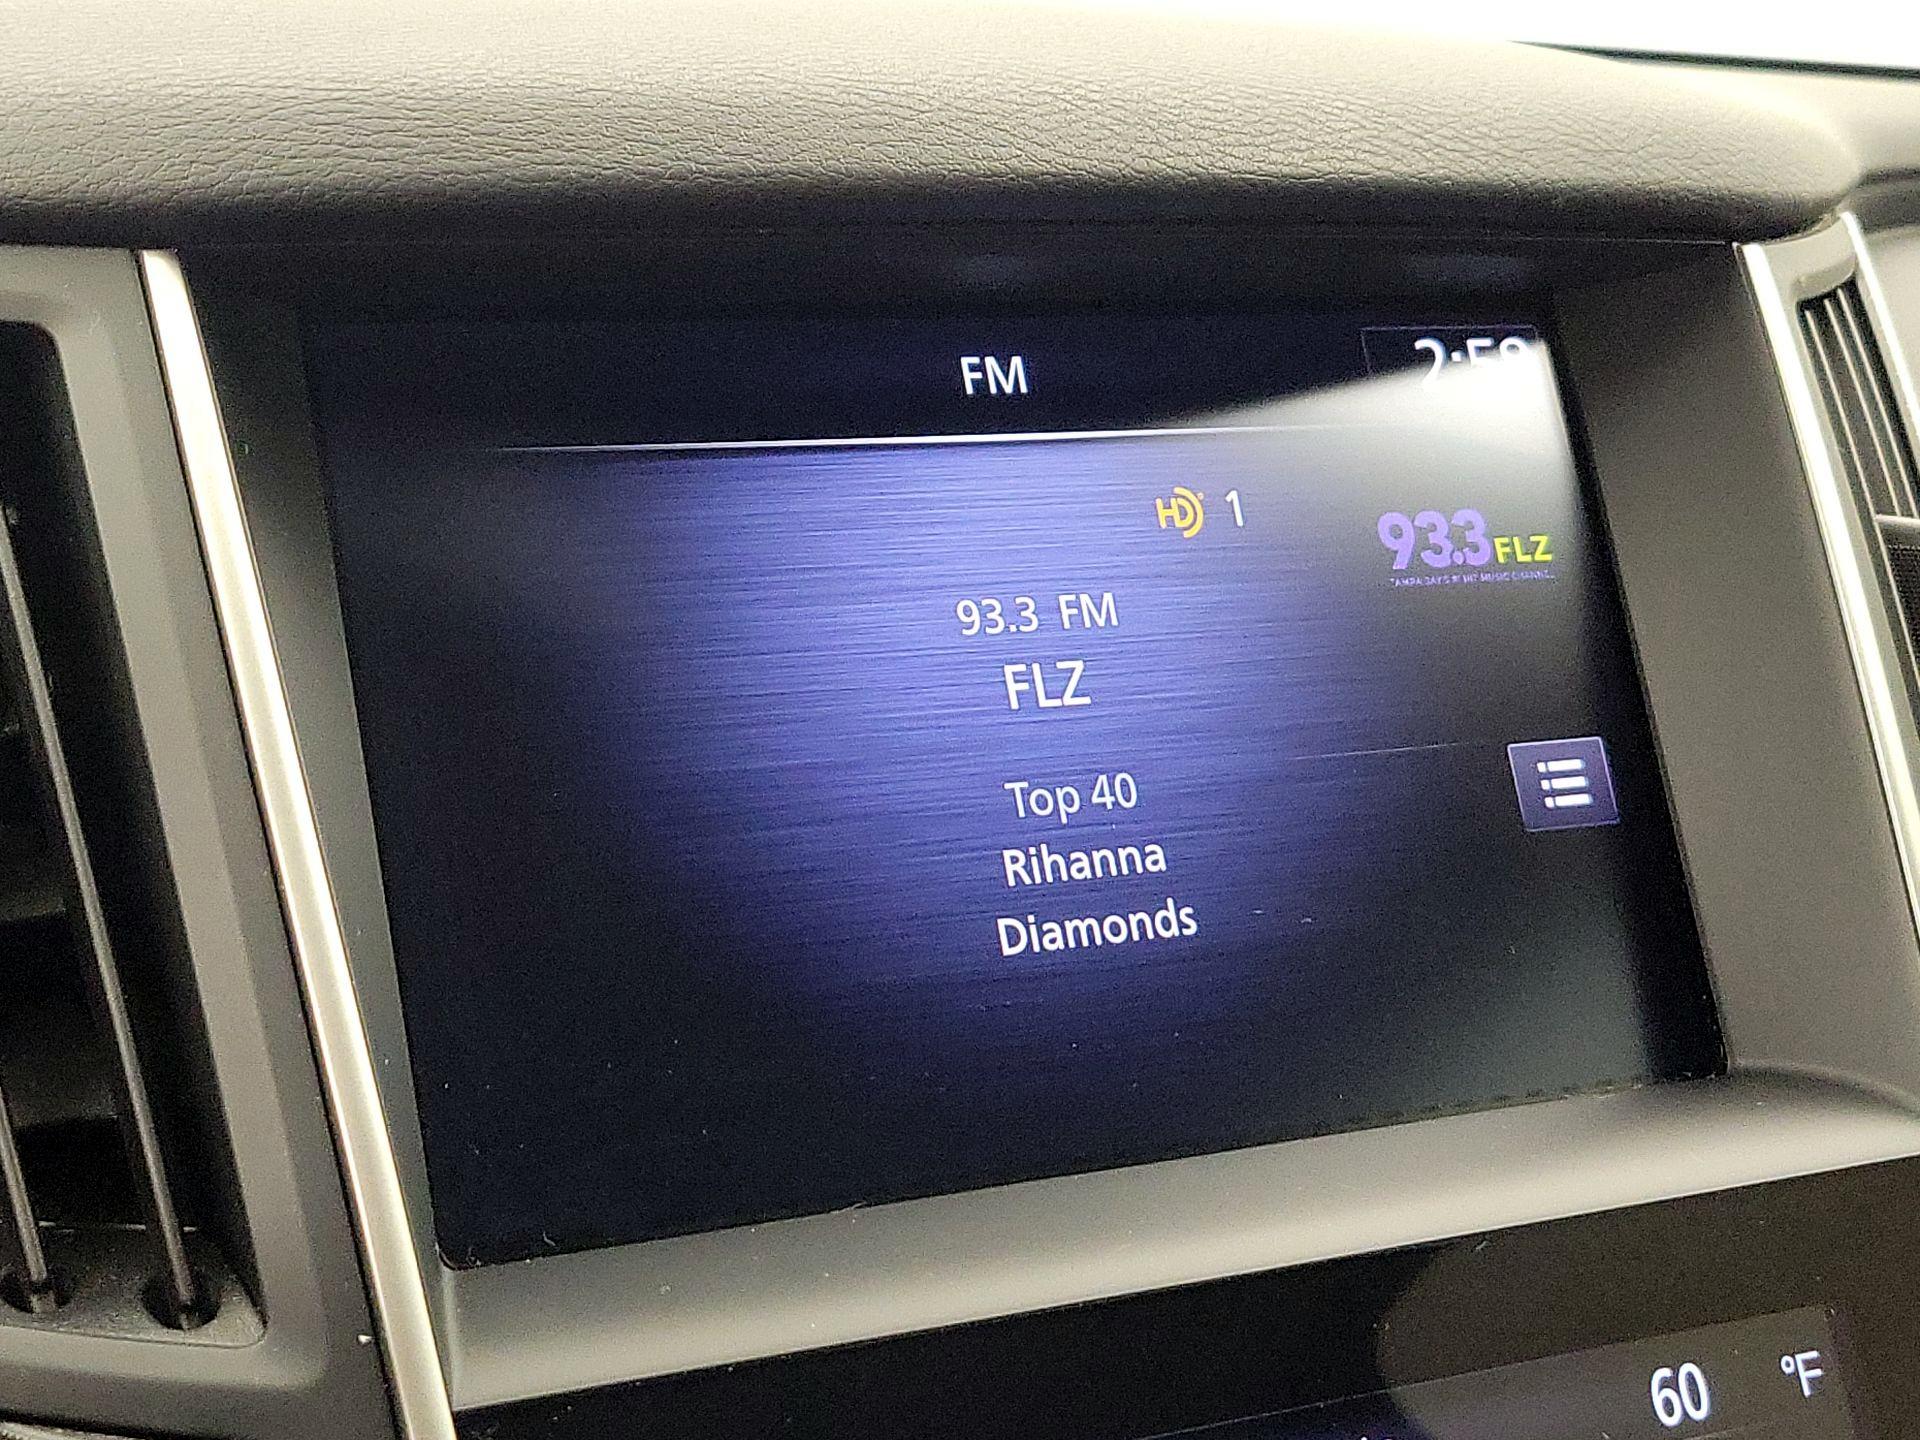 FM
HD 1
93.3 FLZ
93.3 FM
FLZ
Top 40
Rihanna
Diamonds
60 °F